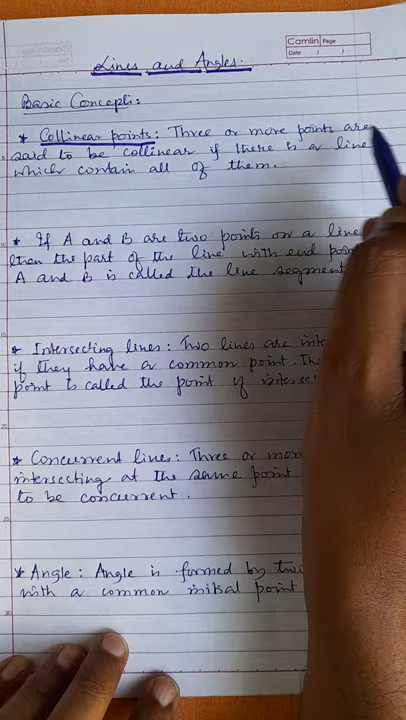 Camlin Page
Date / /
Lines and Angles.
Basic Concept:
* Collinear points: Three or more points are
said to be collinear if there is a line
which contain all of them.
* If A and B are two points on a line
then the part of the line with end
A and B is called the line segment
* Intersecting lines: Two lines are
if they have a common point.
point is called the point of
* Concurrent lines: Three or more
intersecting at the same point
to be concurrent.
* Angle: Angle is formed by two
with a common initial point